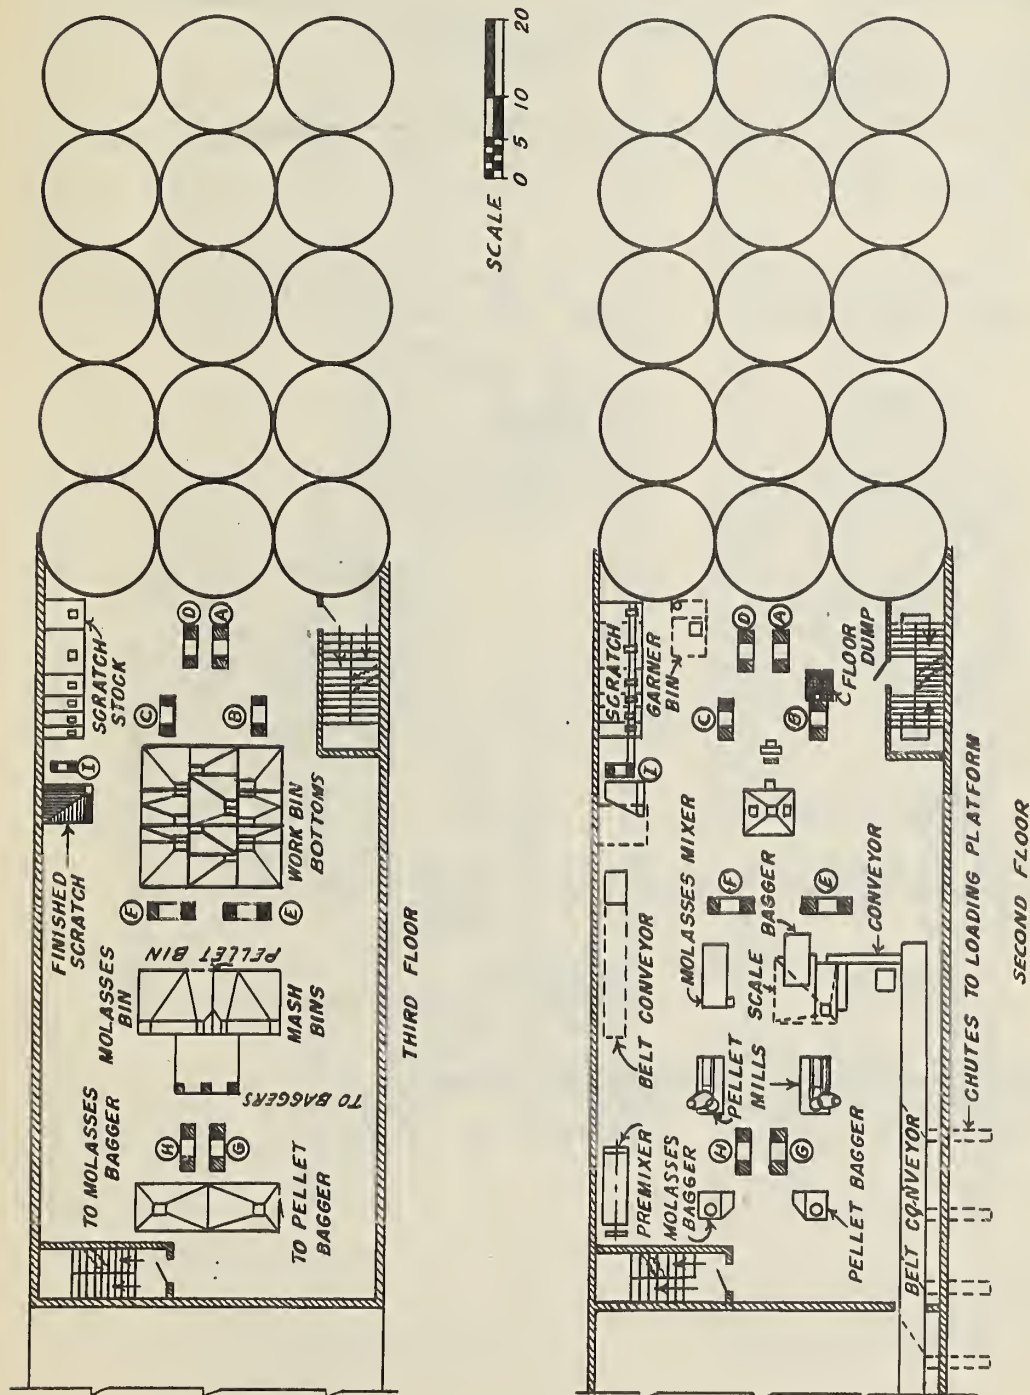 SCALE
0 5 10 20
D
A
C
B
SCRATCH
STOCK
I
FINISHED
SCRATCH
WORK BIN
BOTTOMS
E
E
PELLET BIN
MOLASSES
BIN
MASH
BINS
TO BAGGERS
TO MOLASSES
BAGGER
H
G
TO PELLET
BAGGER
THIRD FLOOR
SCRATCH
GARNER
BIN
D
A
C
B
FLOOR
DUMP
I
MOLASSES MIXER
F
E
BAGGER
SCALE
CONVEYOR
BELT CONVEYOR
PELLET
MILLS
H
G
PREMIXER
MOLASSES
BAGGER
PELLET BAGGER
BELT CONVEYOR
CHUTES TO LOADING PLATFORM
SECOND FLOOR